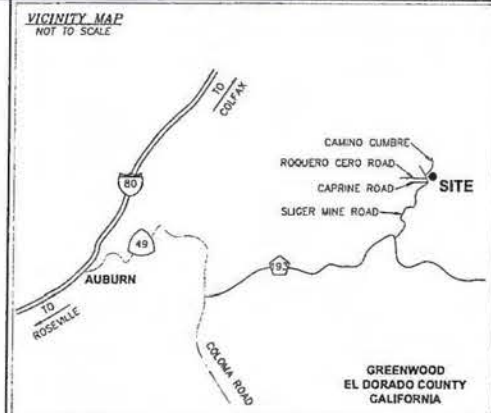 VICINITY MAP
NOT TO SCALE
TO
COLFAX
CAMINO CUMBRE
ROQUERO CERO ROAD
SITE
CAPRINE ROAD
80
SLIGER MINE ROAD
49
193
AUBURN
TO
ROSEVILLE
COLOMA ROAD
GREENWOOD
EL DORADO COUNTY
CALIFORNIA